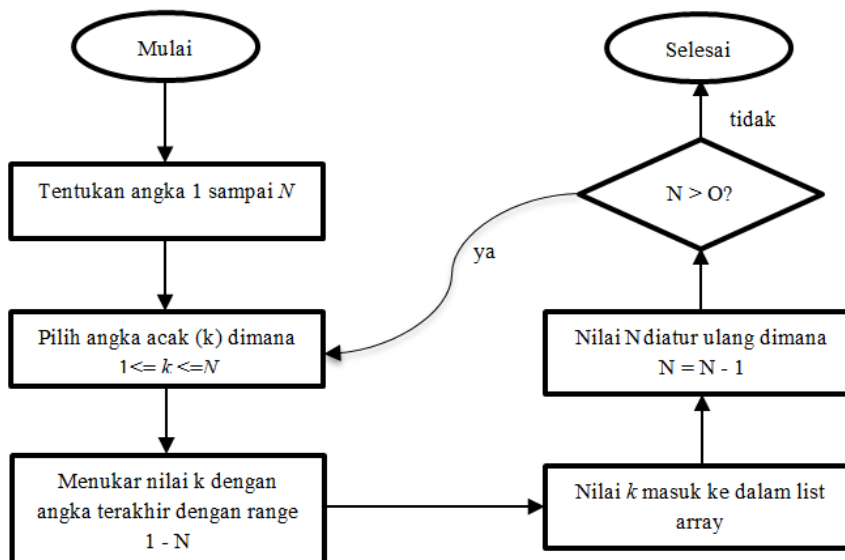 Mulai
Tentukan angka 1 sampai N
Pilih angka acak (k) dimana
1<= k <=N
Menukar nilai k dengan
angka terakhir dengan range
1 - N
Nilai k masuk ke dalam list
array
Nilai N diatur ulang dimana
N = N - 1
N > O?
ya
tidak
Selesai